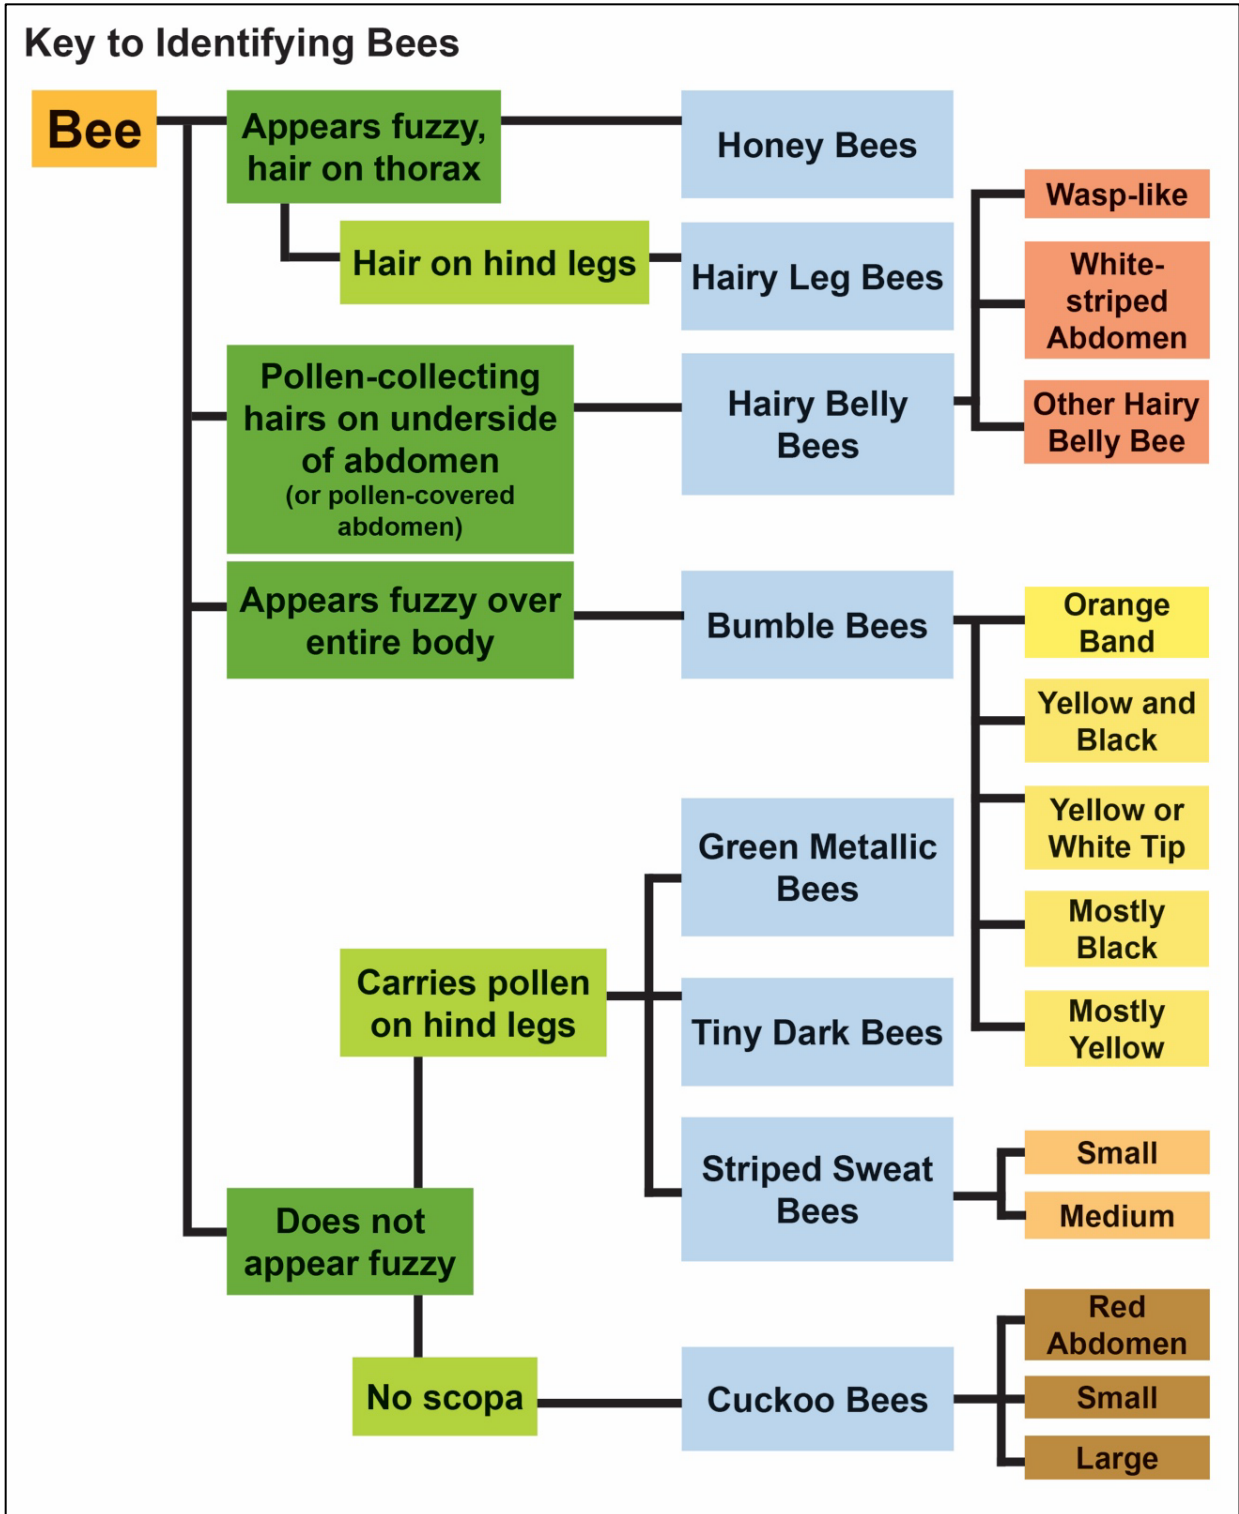 Key to Identifying Bees
Bee
Appears fuzzy,
hair on thorax
Honey Bees
Hair on hind legs
Hairy Leg Bees
Pollen-collecting
hairs on underside
of abdomen
(or pollen-covered
abdomen)
Hairy Belly
Bees
Wasp-like
White-
striped
Abdomen
Other Hairy
Belly Bee
Appears fuzzy over
entire body
Bumble Bees
Orange
Band
Yellow and
Black
Yellow or
White Tip
Mostly
Black
Mostly
Yellow
Does not
appear fuzzy
Carries pollen
on hind legs
Green Metallic
Bees
Tiny Dark Bees
Striped Sweat
Bees
Small
Medium
No scopa
Cuckoo Bees
Red
Abdomen
Small
Large